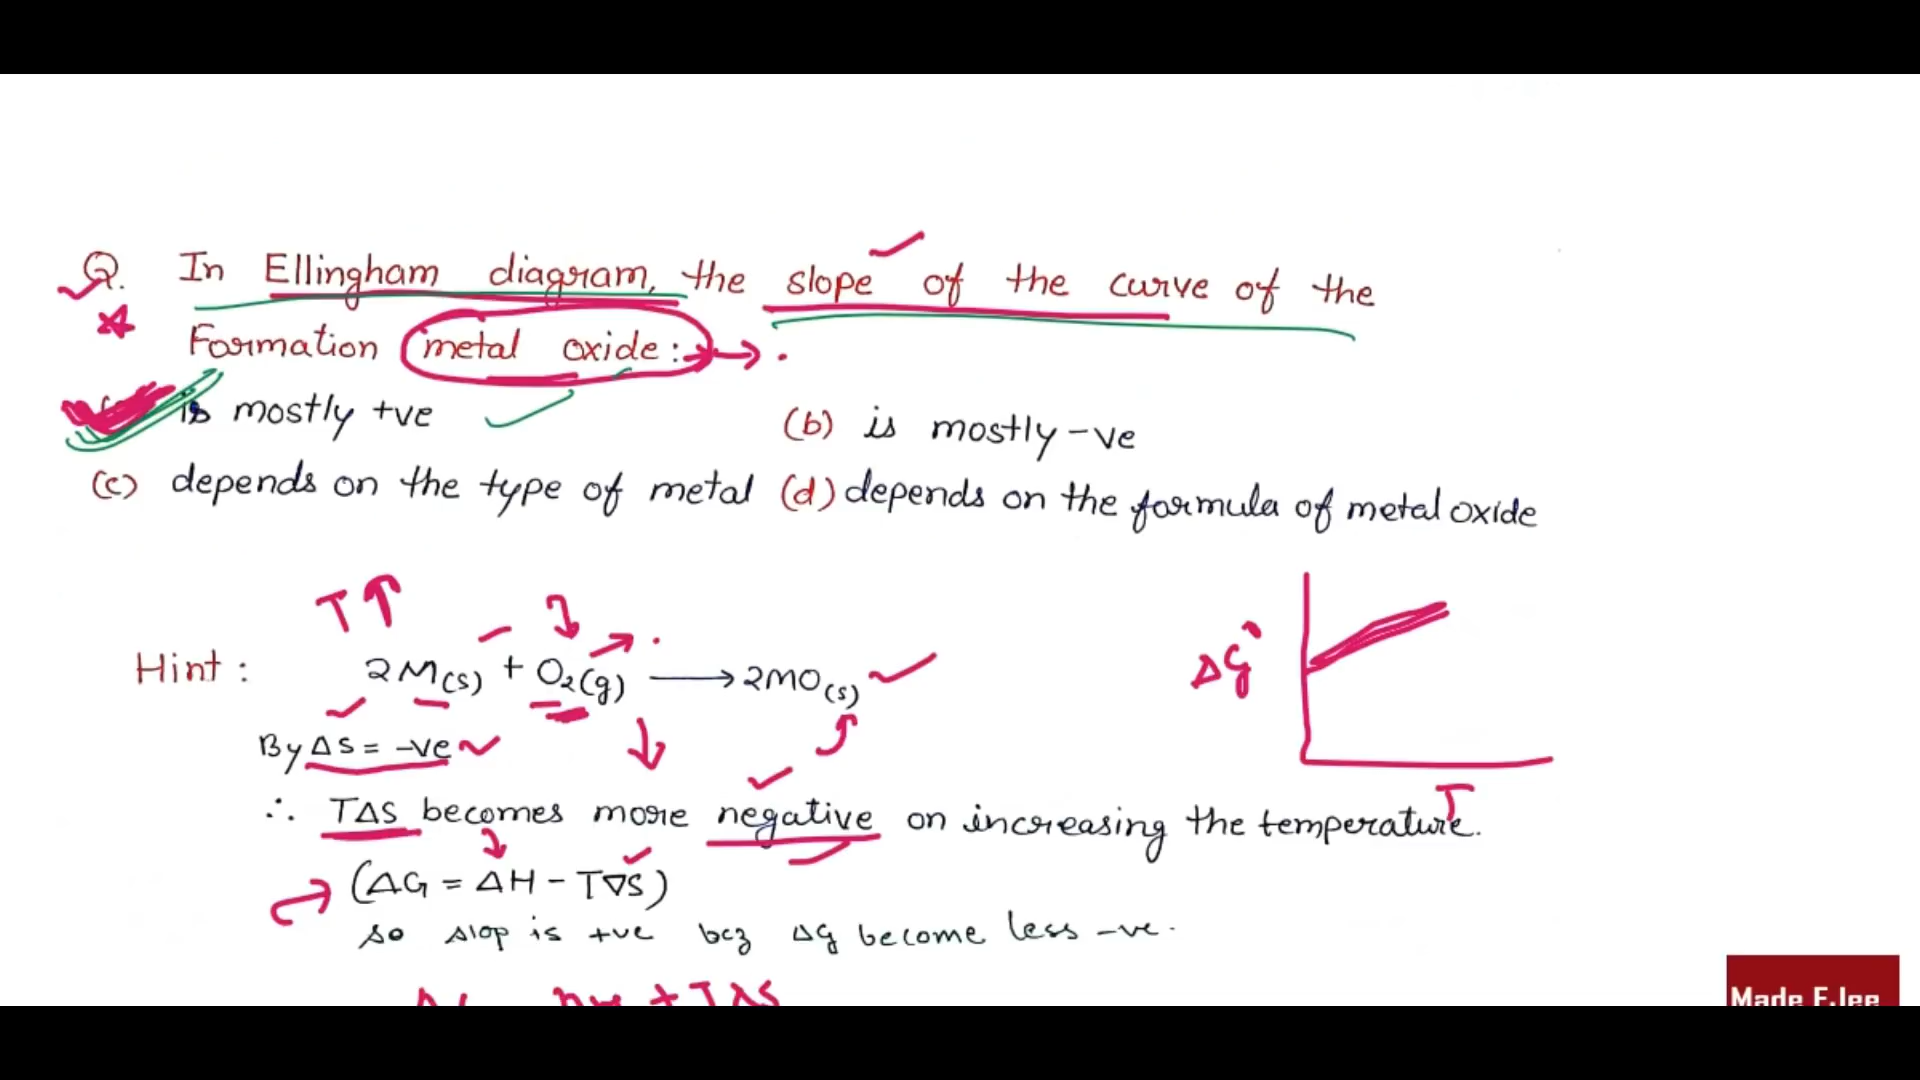 Q. In Ellingham diagram, the slope of the curve of the
Formation metal oxide :→
is mostly +ve (b) is mostly -ve
(c) depends on the type of metal (d) depends on the formula of metal oxide
T↑
Hint : 2M(s) + O2(g) ⟶ 2MO(s)
ΔG°
By ΔS = -ve
∴ TΔS becomes more negative on increasing the temperature.
T
(ΔG = ΔH - T∇S)
so slop is +ve bcz ΔG become less -ve.
+ TΔS
Made E.Jee